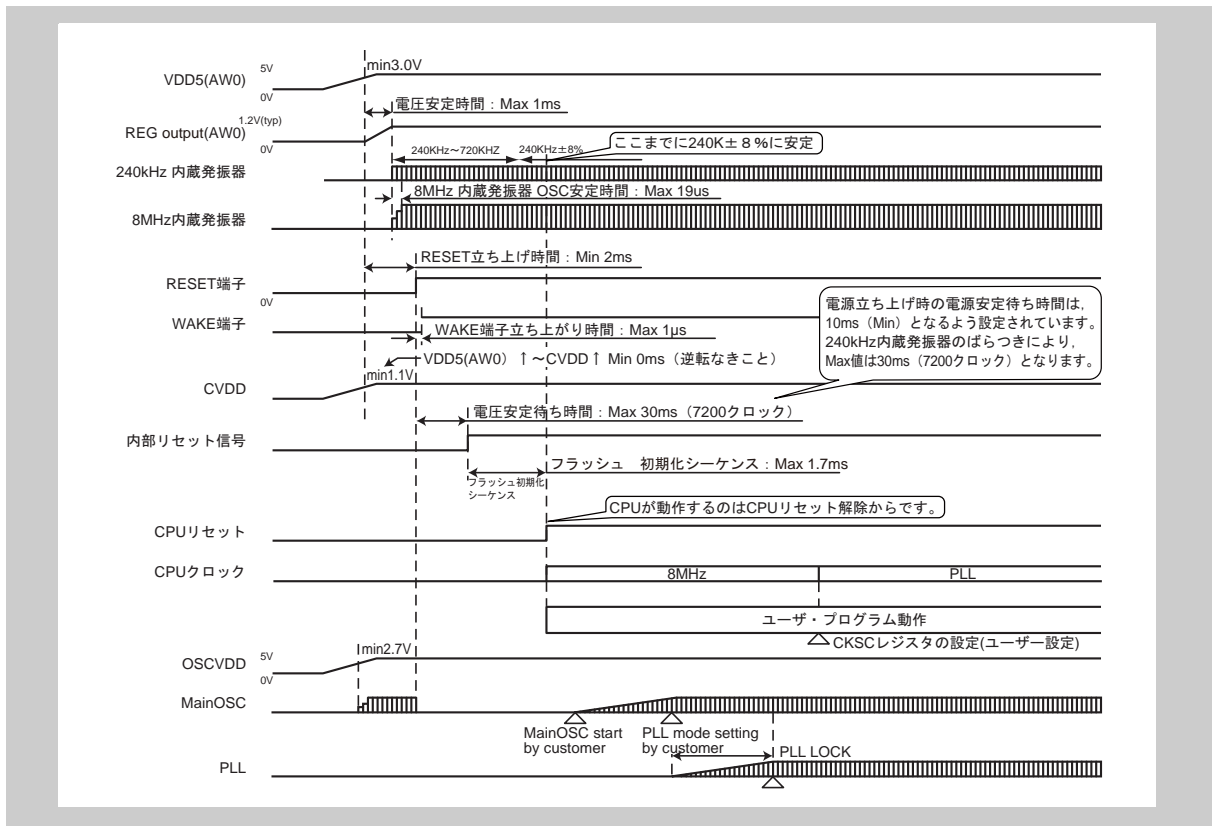 VDD5(AW0)
5V
0V
min3.0V
電圧安定時間：Max 1ms
REG output(AW0)
1.2V(typ)
0V
240KHz～720KHZ
240KHz±8%
ここまでに240K±８％に安定
240kHz 内蔵発振器
8MHz 内蔵発振器 OSC安定時間：Max 19us
8MHz内蔵発振器
RESET立ち上げ時間：Min 2ms
RESET端子
0V
電源立ち上げ時の電源安定待ち時間は，
10ms（Min）となるよう設定されています。
240kHz内蔵発振器のばらつきにより，
Max値は30ms（7200クロック）となります。
WAKE端子
WAKE端子立ち上がり時間：Max 1μs
VDD5(AW0）↑～CVDD↑ Min 0ms（逆転なきこと）
min1.1V
CVDD
電圧安定待ち時間：Max 30ms（7200クロック）
内部リセット信号
フラッシュ　初期化シーケンス：Max 1.7ms
フラッシュ初期化
シーケンス
CPUが動作するのはCPUリセット解除からです。
CPUリセット
CPUクロック
8MHz
PLL
ユーザ・プログラム動作
CKSCレジスタの設定(ユーザー設定)
OSCVDD
5V
0V
min2.7V
MainOSC
MainOSC start
by customer
PLL mode setting
by customer
PLL LOCK
PLL